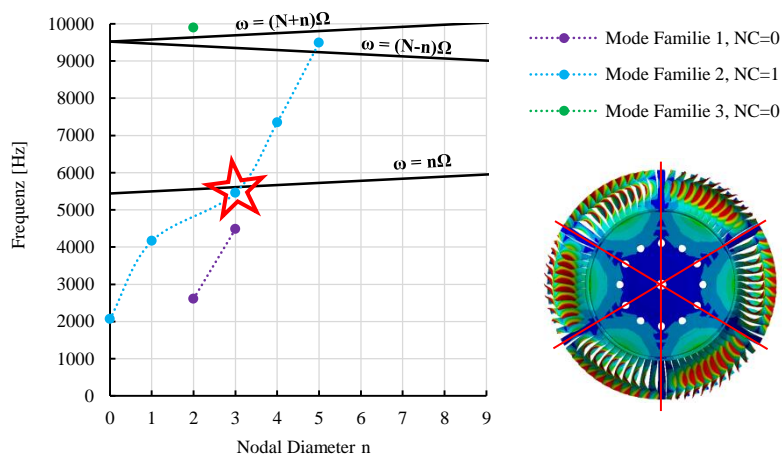 10000
9000
8000
7000
6000
5000
4000
3000
2000
1000
0
Frequenz [Hz]
0 1 2 3 4 5 6 7 8 9
Nodal Diameter n
ω = (N+n)Ω
ω = (N-n)Ω
ω = nΩ
Mode Familie 1, NC=0
Mode Familie 2, NC=1
Mode Familie 3, NC=0